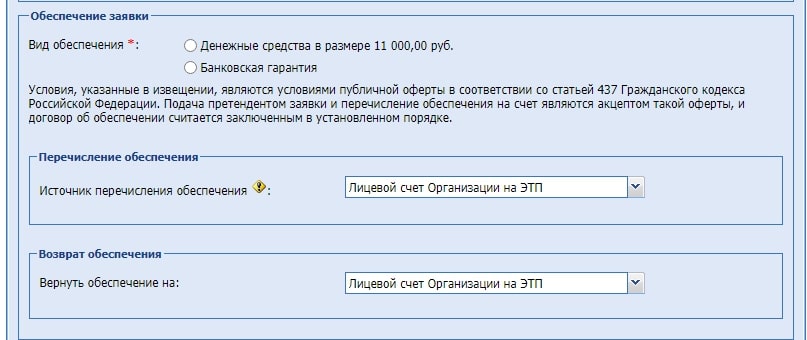 Обеспечение заявки
Вид обеспечения *:
Денежные средства в размере 11 000,00 руб.
Банковская гарантия
Условия, указанные в извещении, являются условиями публичной оферты в соответствии со статьей 437 Гражданского кодекса
Российской Федерации. Подача претендентом заявки и перечисление обеспечения на счет являются акцептом такой оферты, и
договор об обеспечении считается заключенным в установленном порядке.
Перечисление обеспечения
Источник перечисления обеспечения : Лицевой счет Организации на ЭТП
Возврат обеспечения
Вернуть обеспечение на: Лицевой счет Организации на ЭТП